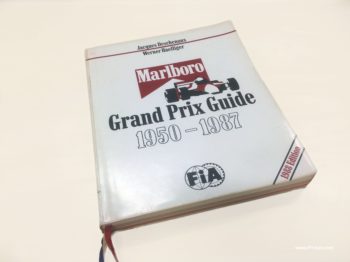 Jacques Deschenaux
Werner Haefliger
Marlboro
Grand Prix Guide
1950-1987
1988 Edition
FiA